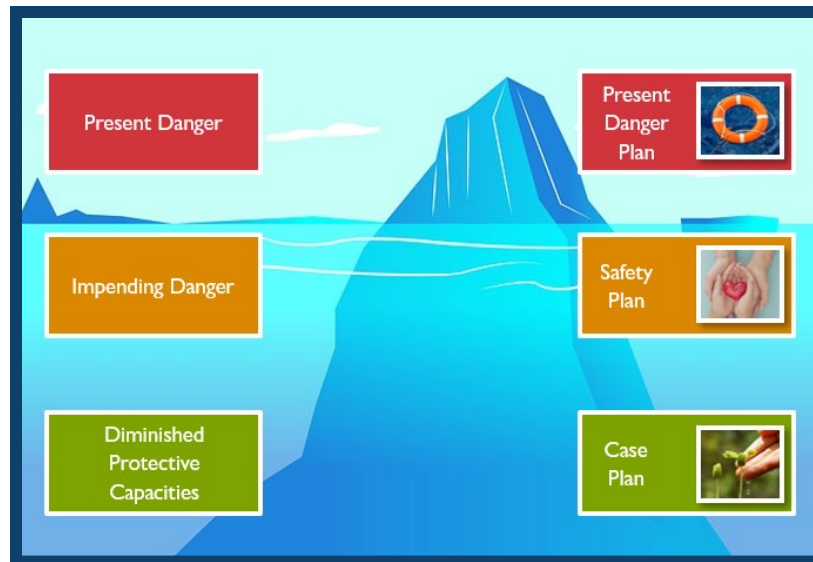 Present Danger
Present
Danger
Plan
Impending Danger
Safety
Plan
Diminished
Protective
Capacities
Case
Plan